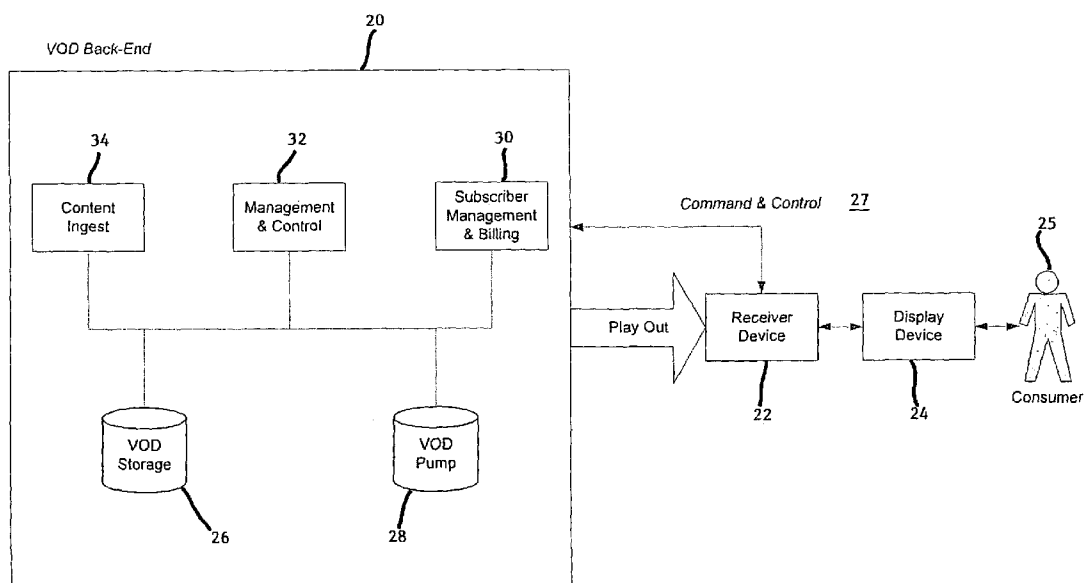 20
VOD Back-End
34
32
30
Content
Ingest
Management
& Control
Subscriber
Management
& Billing
Command & Control 27
25
Play Out
Receiver
Device
Display
Device
22
24
Consumer
VOD
Storage
VOD
Pump
26
28